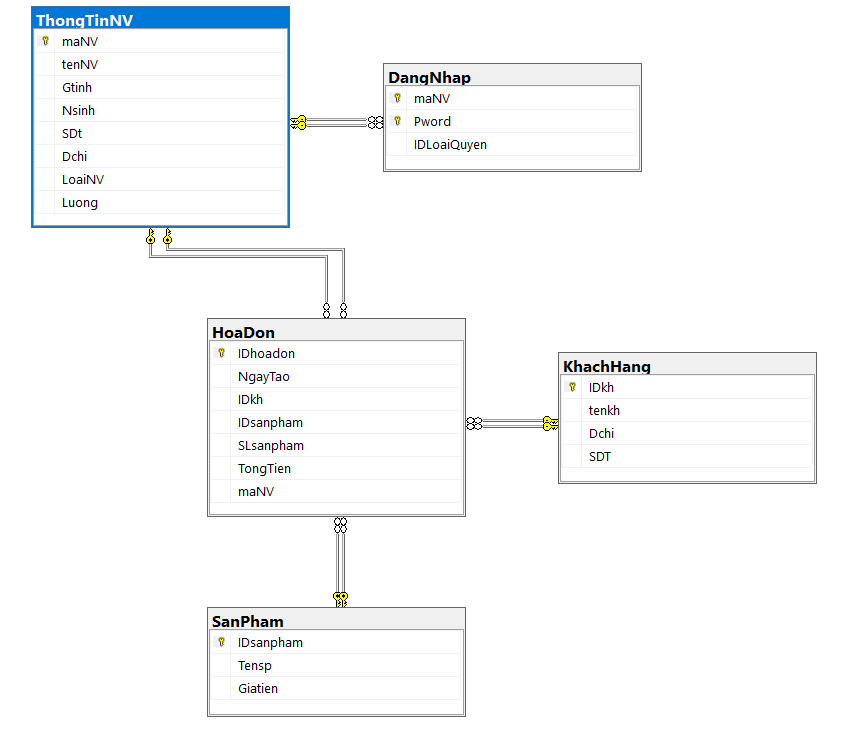 ThongTinNV
maNV
tenNV
Gtinh
Nsinh
SDt
Dchi
LoaiNV
Luong
DangNhap
maNV
Pword
IDLoaiQuyen
HoaDon
IDhoadon
NgayTao
IDkh
IDsanpham
SLsanpham
TongTien
maNV
KhachHang
IDkh
tenkh
Dchi
SDT
SanPham
IDsanpham
Tensp
Giatien